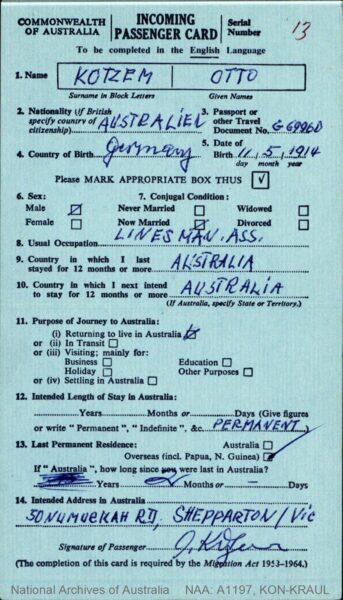 COMMONWEALTH OF AUSTRALIA
INCOMING PASSENGER CARD
Serial Number 13
To be completed in the English Language
1. Name KOTZEM OTTO
Surname in Block Letters Given Names
2. Nationality (If British specify country of citizenship) AUSTRALIEN
3. Passport or other Travel Document No.
4. Country of Birth Germany
5. Date of Birth 11, 5, 1914
day month year
Please MARK APPROPRIATE BOX THUS ☑
6. Sex: 7. Conjugal Condition:
Male ☑ Never Married ☐ Widowed ☐
Female ☐ Now Married ☑ Divorced ☐
8. Usual Occupation LINESMAN. ASS.
9. Country in which I last stayed for 12 months or more AUSTRALIA
10. Country in which I next intend to stay for 12 months or more AUSTRALIA
(If Australia, specify State or Territory.)
11. Purpose of Journey to Australia:
(i) Returning to live in Australia ☑
or (ii) In Transit ☐
or (iii) Visiting; mainly for:
Business ☐ Education ☐
Holiday ☐ Other Purposes ☐
or (iv) Settling in Australia ☐
12. Intended Length of Stay in Australia:
Years Months or Days (Give figures
or write "Permanent", "Indefinite", &c. PERMANENT
13. Last Permanent Residence: Australia ☐
Overseas (incl. Papua, N. Guinea) ☑
If "Australia", how long since you were last in Australia?
Years 2 Months or – Days
14. Intended Address in Australia
50 NUMURKAH RD, SHEPPARTON / Vic
Signature of Passenger
(The completion of this card is required by the Migration Act 1953–1964.)
National Archives of Australia NAA: A1197, KON-KRAUL